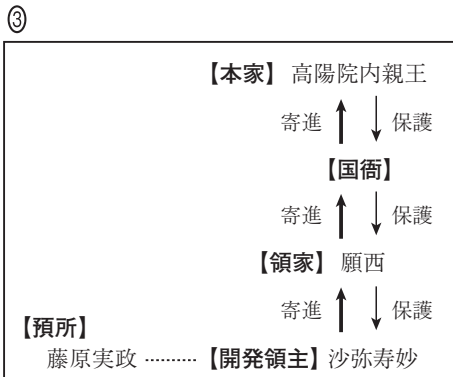 ③
【本家】 高陽院内親王
寄進 保護
【国衙】
寄進 保護
【領家】 願西
寄進 保護
【預所】
藤原実政 ……… 【開発領主】 沙弥寿妙